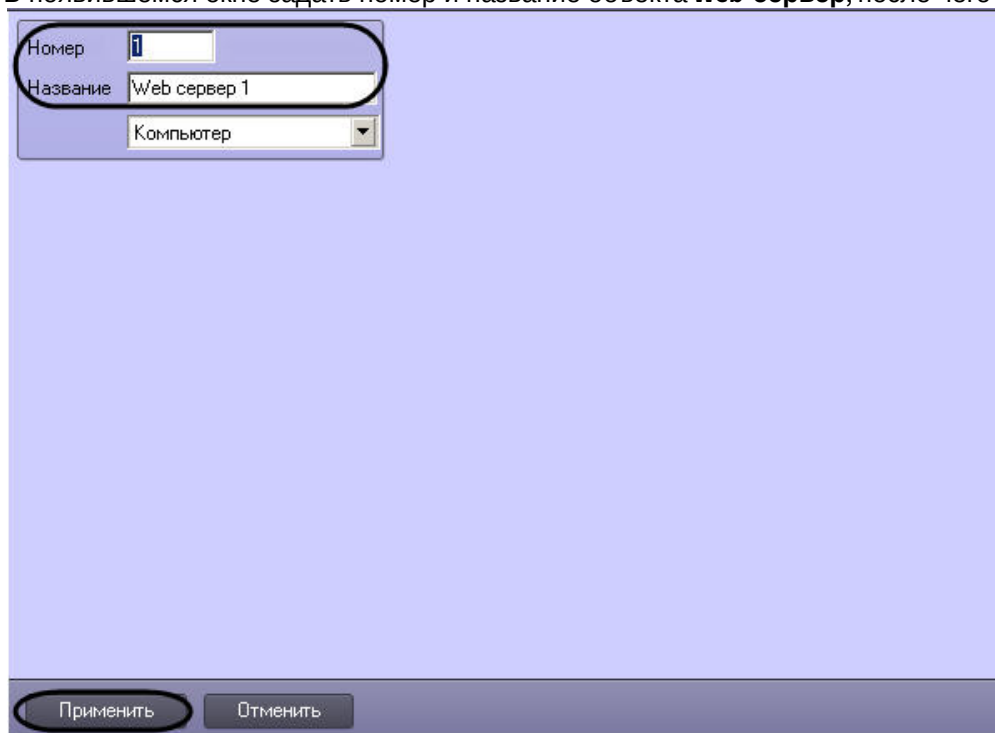 В появившемся окне задать номер и название объекта Web-сервер, после чего
Номер 1
Название Web сервер 1
Компьютер
Применить Отменить